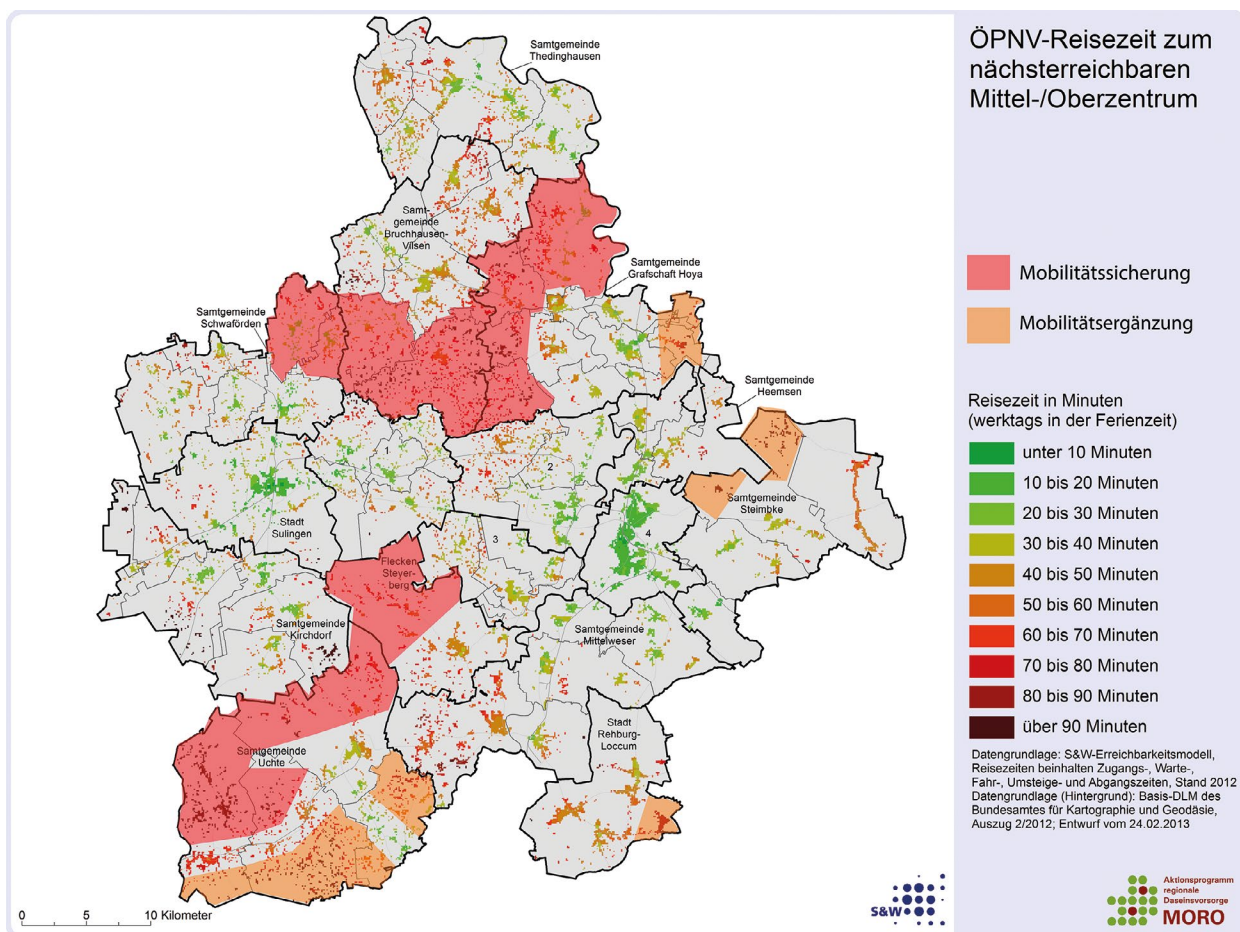 ÖPNV-Reisezeit zum
nächsterreichbaren
Mittel-/Oberzentrum
Samtgemeinde
Thedinghausen
Samt-
gemeinde
Bruchhausen-
Vilsen
Samtgemeinde
Grafschaft Hoya
Samtgemeinde
Schwaförden
Samtgemeinde
Heemsen
1
2
Samtgemeinde
Steimbke
Stadt
Sulingen
3
4
Flecken
Steyer-
berg
Samtgemeinde
Kirchdorf
Samtgemeinde
Mittelweser
Stadt
Rehburg-
Loccum
Samtgemeinde
Uchte
0 5 10 Kilometer
S&W
Mobilitätssicherung
Mobilitätsergänzung
Reisezeit in Minuten
(werktags in der Ferienzeit)
unter 10 Minuten
10 bis 20 Minuten
20 bis 30 Minuten
30 bis 40 Minuten
40 bis 50 Minuten
50 bis 60 Minuten
60 bis 70 Minuten
70 bis 80 Minuten
80 bis 90 Minuten
über 90 Minuten
Datengrundlage: S&W-Erreichbarkeitsmodell,
Reisezeiten beinhalten Zugangs-, Warte-,
Fahr-, Umsteige- und Abgangszeiten, Stand 2012
Datengrundlage (Hintergrund): Basis-DLM des
Bundesamtes für Kartographie und Geodäsie,
Auszug 2/2012; Entwurf vom 24.02.2013
Aktionsprogramm
regionale
Daseinsvorsorge
MORO